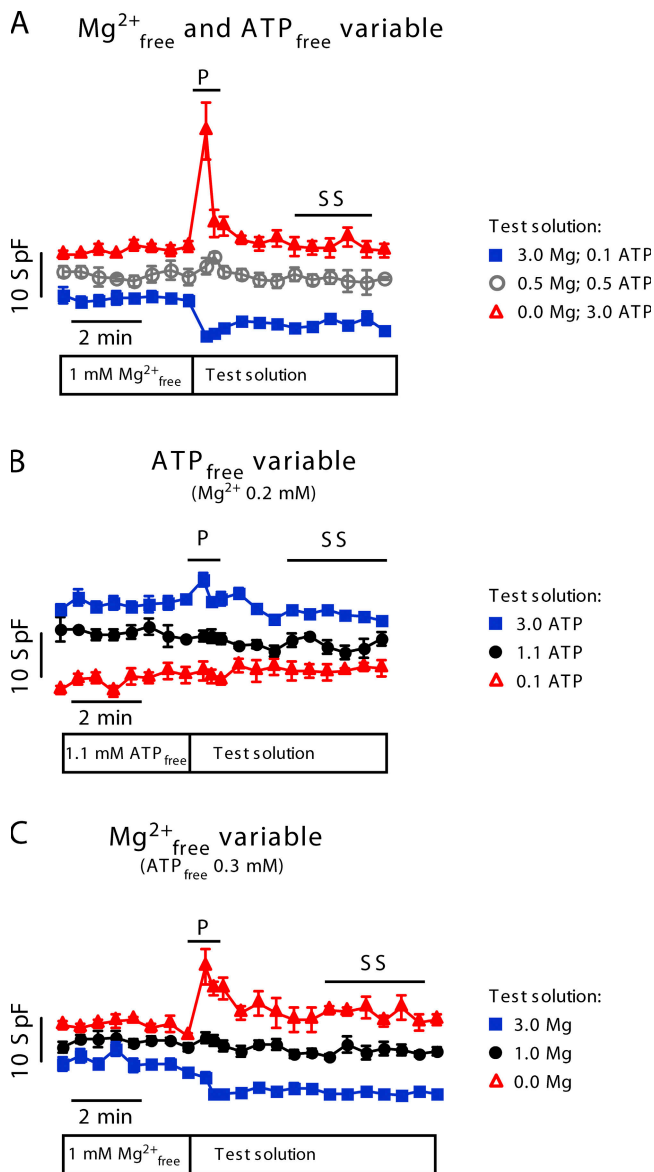 A
Mg²⁺free and ATPfree variable
P
SS
10 SpF
2 min
1 mM Mg²⁺free
Test solution
Test solution:
3.0 Mg; 0.1 ATP
0.5 Mg; 0.5 ATP
0.0 Mg; 3.0 ATP
B
ATPfree variable
(Mg²⁺ 0.2 mM)
P
SS
10 SpF
2 min
1.1 mM ATPfree
Test solution
Test solution:
3.0 ATP
1.1 ATP
0.1 ATP
C
Mg²⁺free variable
(ATPfree 0.3 mM)
P
SS
10 SpF
2 min
1 mM Mg²⁺free
Test solution
Test solution:
3.0 Mg
1.0 Mg
0.0 Mg